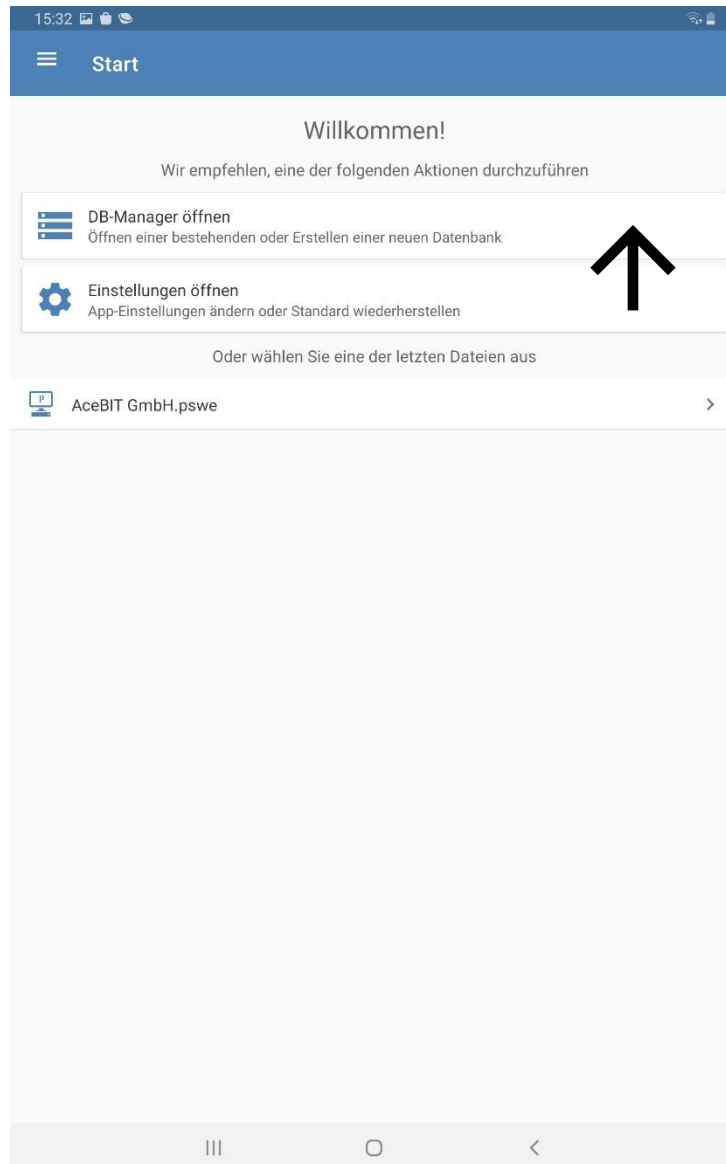 15:32
Start
Willkommen!
Wir empfehlen, eine der folgenden Aktionen durchzuführen
DB-Manager öffnen
Öffnen einer bestehenden oder Erstellen einer neuen Datenbank
Einstellungen öffnen
App-Einstellungen ändern oder Standard wiederherstellen
Oder wählen Sie eine der letzten Dateien aus
P
AceBIT GmbH.pswe